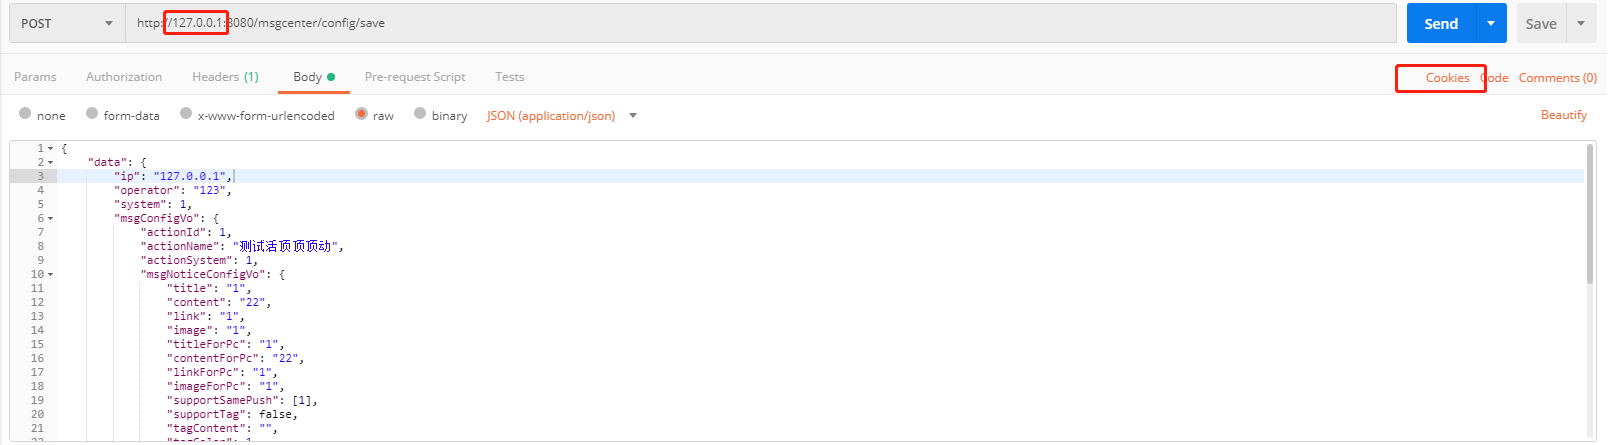 POST http://127.0.0.1:8080/msgcenter/config/save Send Save
Params Authorization Headers (1) Body Pre-request Script Tests Cookies Code Comments (0)
none form-data x-www-form-urlencoded raw binary JSON (application/json) Beautify
1 {
2 "data": {
3 "ip": "127.0.0.1",
4 "operator": "123",
5 "system": 1,
6 "msgConfigVo": {
7 "actionId": 1,
8 "actionName": "测试活顶顶顶动",
9 "actionSystem": 1,
10 "msgNoticeConfigVo": {
11 "title": "1",
12 "content": "22",
13 "link": "1",
14 "image": "1",
15 "titleForPc": "1",
16 "contentForPc": "22",
17 "linkForPc": "1",
18 "imageForPc": "1",
19 "supportSamePush": [1],
20 "supportTag": false,
21 "tagContent": "",